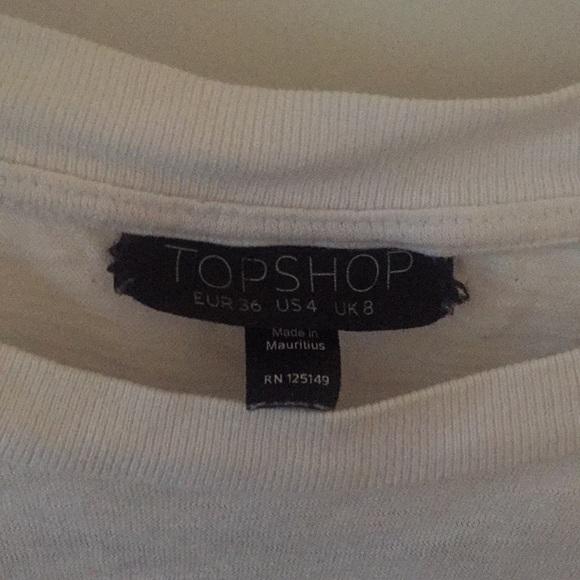 TOPSHOP
EUR 36 US 4 UK 8
Made in
Mauritius
RN 125149